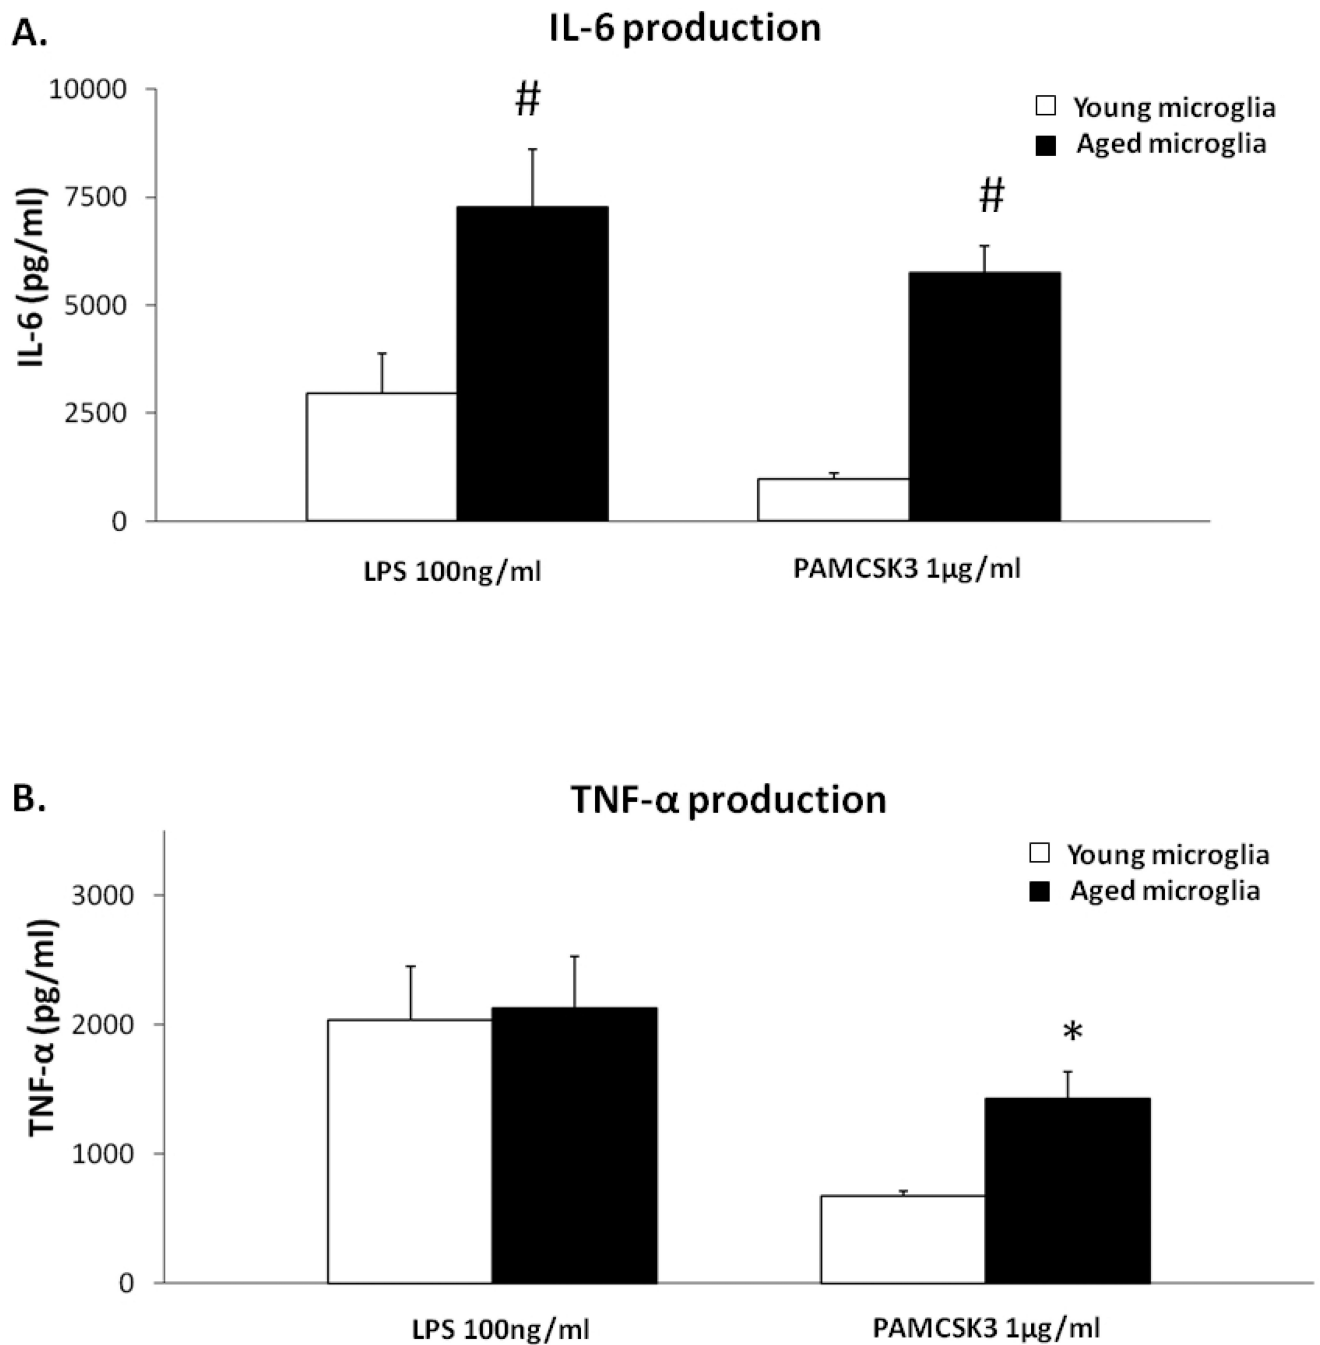 A.
IL-6 production
10000
7500
5000
2500
0
IL-6 (pg/ml)
#
#
Young microglia
Aged microglia
LPS 100ng/ml
PAMCSK3 1µg/ml
B.
TNF-α production
3000
2000
1000
0
TNF-α (pg/ml)
*
Young microglia
Aged microglia
LPS 100ng/ml
PAMCSK3 1µg/ml